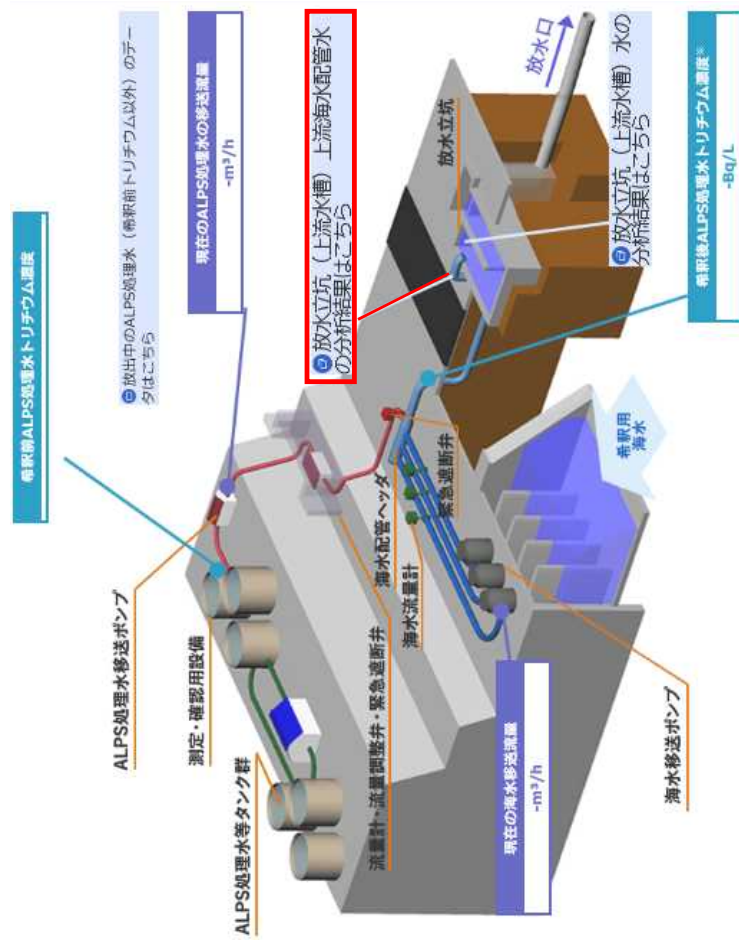 希釈前ALPS処理水トリチウム濃度
放出中のALPS処理水（希釈前トリチウム以外）のデー
タはこちら
現在のALPS処理水の移送流量
-m³/h
放水立坑（上流水槽）上流海水配管水
の分析結果はこちら
放水口
放水立坑（上流水槽）水の
分析結果はこちら
希釈後ALPS処理水トリチウム濃度※
-Bq/L
ALPS処理水移送ポンプ
測定・確認用設備
ALPS処理水等タンク群
流量計・流量調整弁・緊急遮断弁
海水配管ヘッダ
海水流量計
緊急遮断弁
放水立坑
希釈用
海水
現在の海水移送流量
-m³/h
海水移送ポンプ